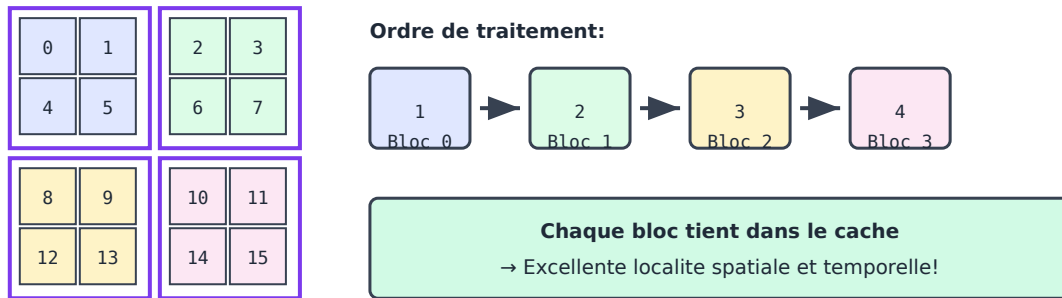 0 1 2 3
4 5 6 7
8 9 10 11
12 13 14 15
Ordre de traitement:
1 2 3 4
Bloc 0 Bloc 1 Bloc 2 Bloc 3
Chaque bloc tient dans le cache
→ Excellente localite spatiale et temporelle!